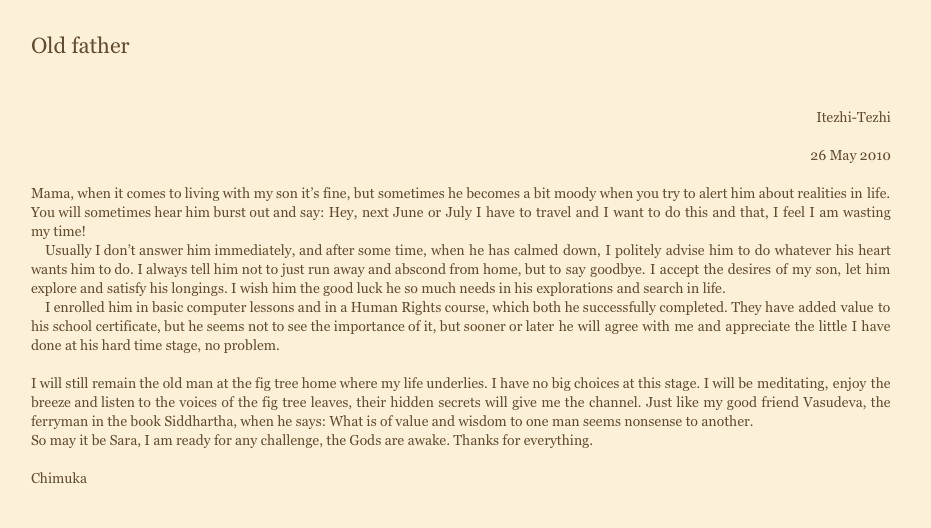 Old father
Itezhi-Tezhi
26 May 2010
Mama, when it comes to living with my son it’s fine, but sometimes he becomes a bit moody when you try to alert him about realities in life.
You will sometimes hear him burst out and say: Hey, next June or July I have to travel and I want to do this and that, I feel I am wasting
my time!
Usually I don’t answer him immediately, and after some time, when he has calmed down, I politely advise him to do whatever his heart
wants him to do. I always tell him not to just run away and abscond from home, but to say goodbye. I accept the desires of my son, let him
explore and satisfy his longings. I wish him the good luck he so much needs in his explorations and search in life.
I enrolled him in basic computer lessons and in a Human Rights course, which both he successfully completed. They have added value to
his school certificate, but he seems not to see the importance of it, but sooner or later he will agree with me and appreciate the little I have
done at his hard time stage, no problem.
I will still remain the old man at the fig tree home where my life underlies. I have no big choices at this stage. I will be meditating, enjoy the
breeze and listen to the voices of the fig tree leaves, their hidden secrets will give me the channel. Just like my good friend Vasudeva, the
ferryman in the book Siddhartha, when he says: What is of value and wisdom to one man seems nonsense to another.
So may it be Sara, I am ready for any challenge, the Gods are awake. Thanks for everything.
Chimuka